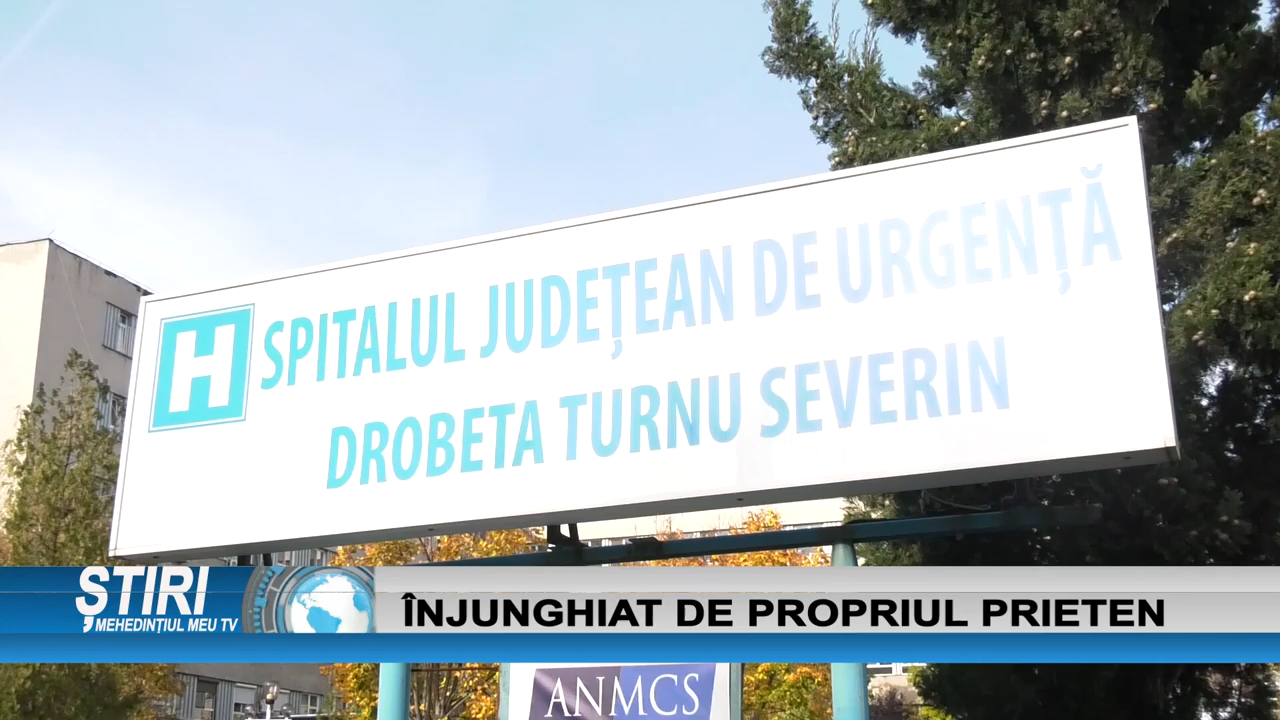 H
SPITALUL JUDEȚEAN DE URGENȚĂ
DROBETA TURNU SEVERIN
ȘTIRI
MEHEDINȚIUL MEU TV
ÎNJUNGHIAT DE PROPRIUL PRIETEN
ANMCS